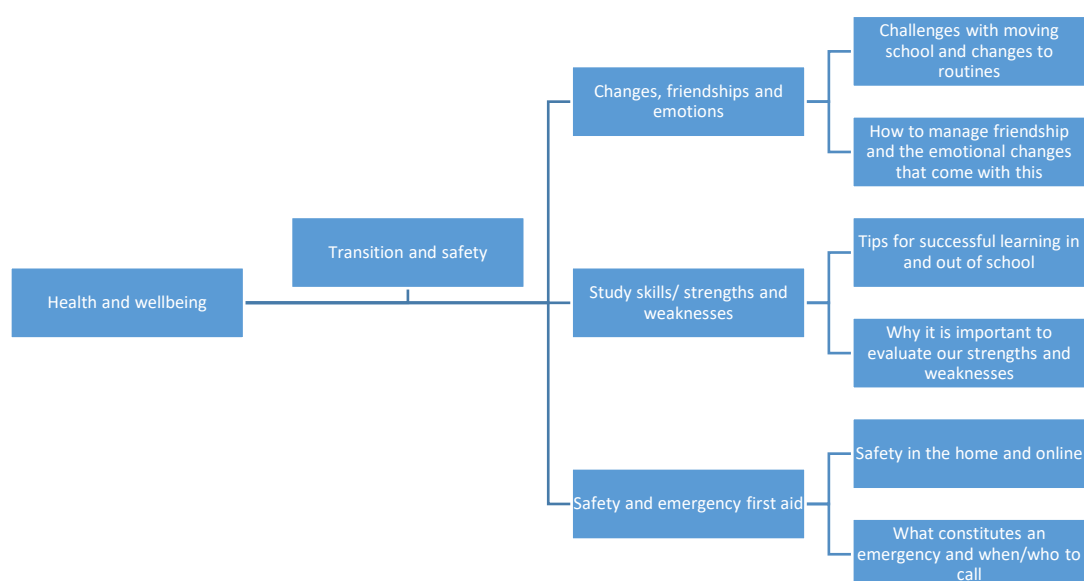 Health and wellbeing
Transition and safety
Changes, friendships and
emotions
Challenges with moving
school and changes to
routines
How to manage friendship
and the emotional changes
that come with this
Study skills/ strengths and
weaknesses
Tips for successful learning in
and out of school
Why it is important to
evaluate our strengths and
weaknesses
Safety and emergency first aid
Safety in the home and online
What constitutes an
emergency and when/who to
call